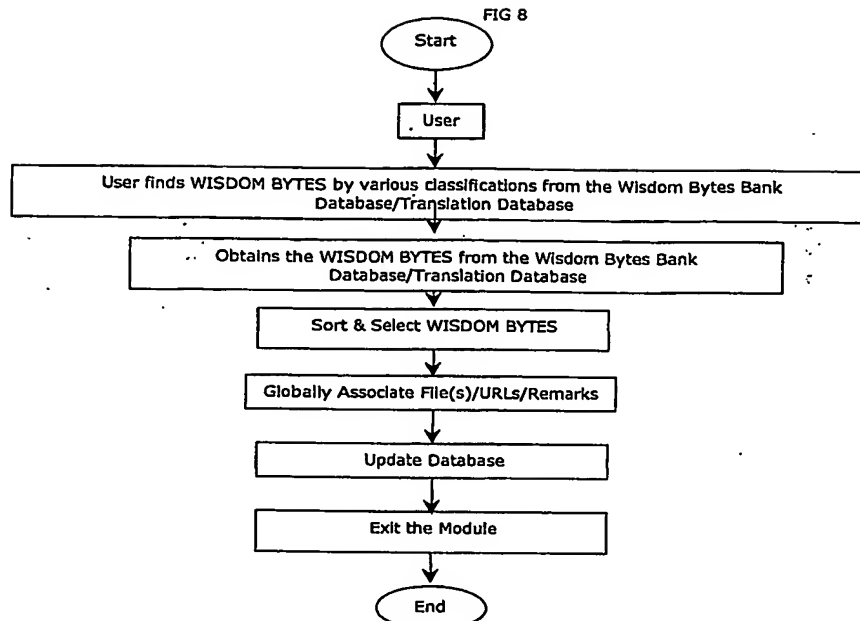 FIG 8
Start
User
User finds WISDOM BYTES by various classifications from the Wisdom Bytes Bank
Database/Translation Database
Obtains the WISDOM BYTES from the Wisdom Bytes Bank
Database/Translation Database
Sort & Select WISDOM BYTES
Globally Associate File(s)/URLs/Remarks
Update Database
Exit the Module
End